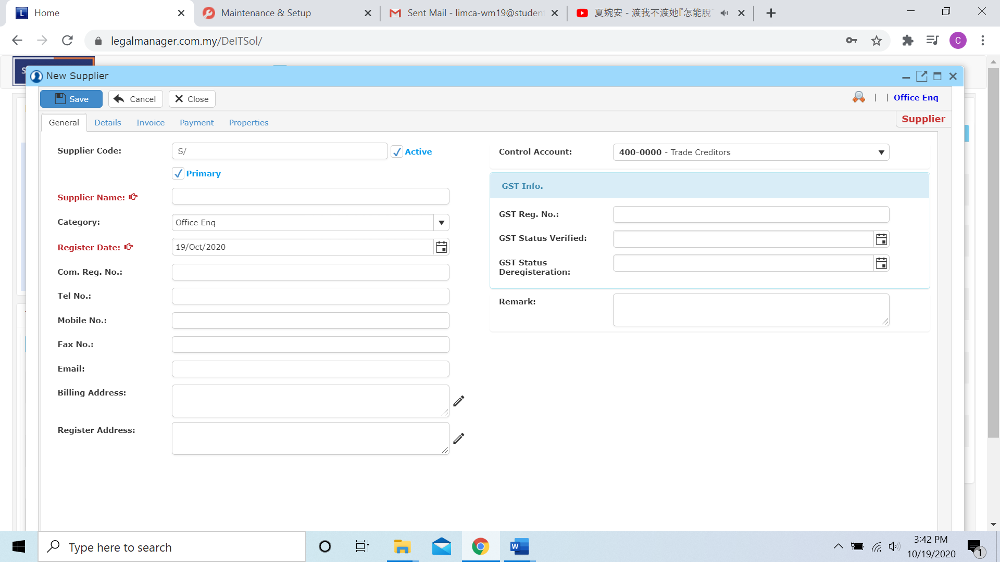 Home
Maintenance & Setup
Sent Mail - limca-wm19@studen
夏婉安 - 渡我不渡她『怎能脫
legalmanager.com.my/DeITSol/
C
L
S
New Supplier
Save
Cancel
Close
Office Enq
General
Details
Invoice
Payment
Properties
Supplier
Supplier Code:
S/
Active
Primary
Supplier Name:
Category:
Office Enq
Register Date:
19/Oct/2020
Com. Reg. No.:
Tel No.:
Mobile No.:
Fax No.:
Email:
Billing Address:
Register Address:
Control Account:
400-0000 - Trade Creditors
GST Info.
GST Reg. No.:
GST Status Verified:
GST Status
Deregisteration:
Remark:
Type here to search
W
3:42 PM
10/19/2020
1